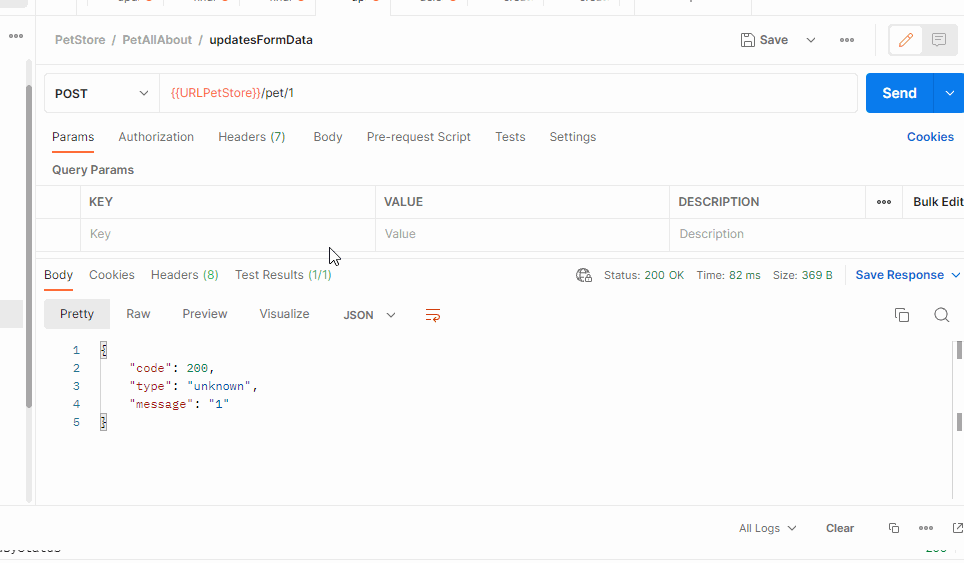 PetStore / PetAllAbout / updatesFormData
Save
POST
{{URLPetStore}}/pet/1
Send
Params Authorization Headers (7) Body Pre-request Script Tests Settings
Cookies
Query Params
KEY VALUE DESCRIPTION Bulk Edit
Key Value Description
Body Cookies Headers (8) Test Results (1/1)
Status: 200 OK Time: 82 ms Size: 369 B Save Response
Pretty Raw Preview Visualize JSON
1 {
2 "code": 200,
3 "type": "unknown",
4 "message": "1"
5 }
All Logs Clear